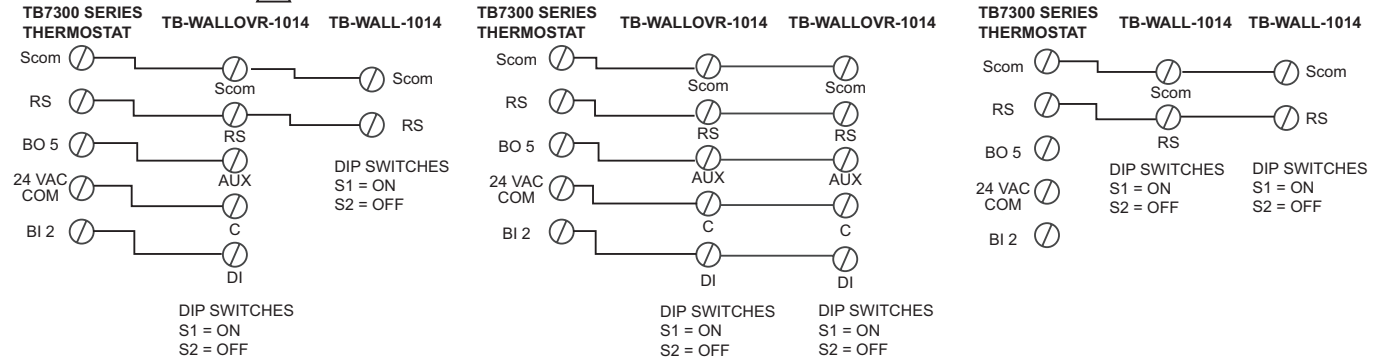 TB7300 SERIES
THERMOSTAT
TB-WALLOVR-1014
TB-WALL-1014
Scom
Scom
Scom
RS
RS
RS
BO 5
AUX
24 VAC
COM
C
BI 2
DI
DIP SWITCHES
S1 = ON
S2 = OFF
DIP SWITCHES
S1 = ON
S2 = OFF
TB7300 SERIES
THERMOSTAT
TB-WALLOVR-1014
TB-WALLOVR-1014
Scom
Scom
Scom
RS
RS
RS
BO 5
AUX
AUX
24 VAC
COM
C
C
BI 2
DI
DI
DIP SWITCHES
S1 = ON
S2 = OFF
DIP SWITCHES
S1 = ON
S2 = OFF
TB7300 SERIES
THERMOSTAT
TB-WALL-1014
TB-WALL-1014
Scom
Scom
Scom
RS
RS
RS
BO 5
24 VAC
COM
BI 2
DIP SWITCHES
S1 = ON
S2 = OFF
DIP SWITCHES
S1 = ON
S2 = OFF